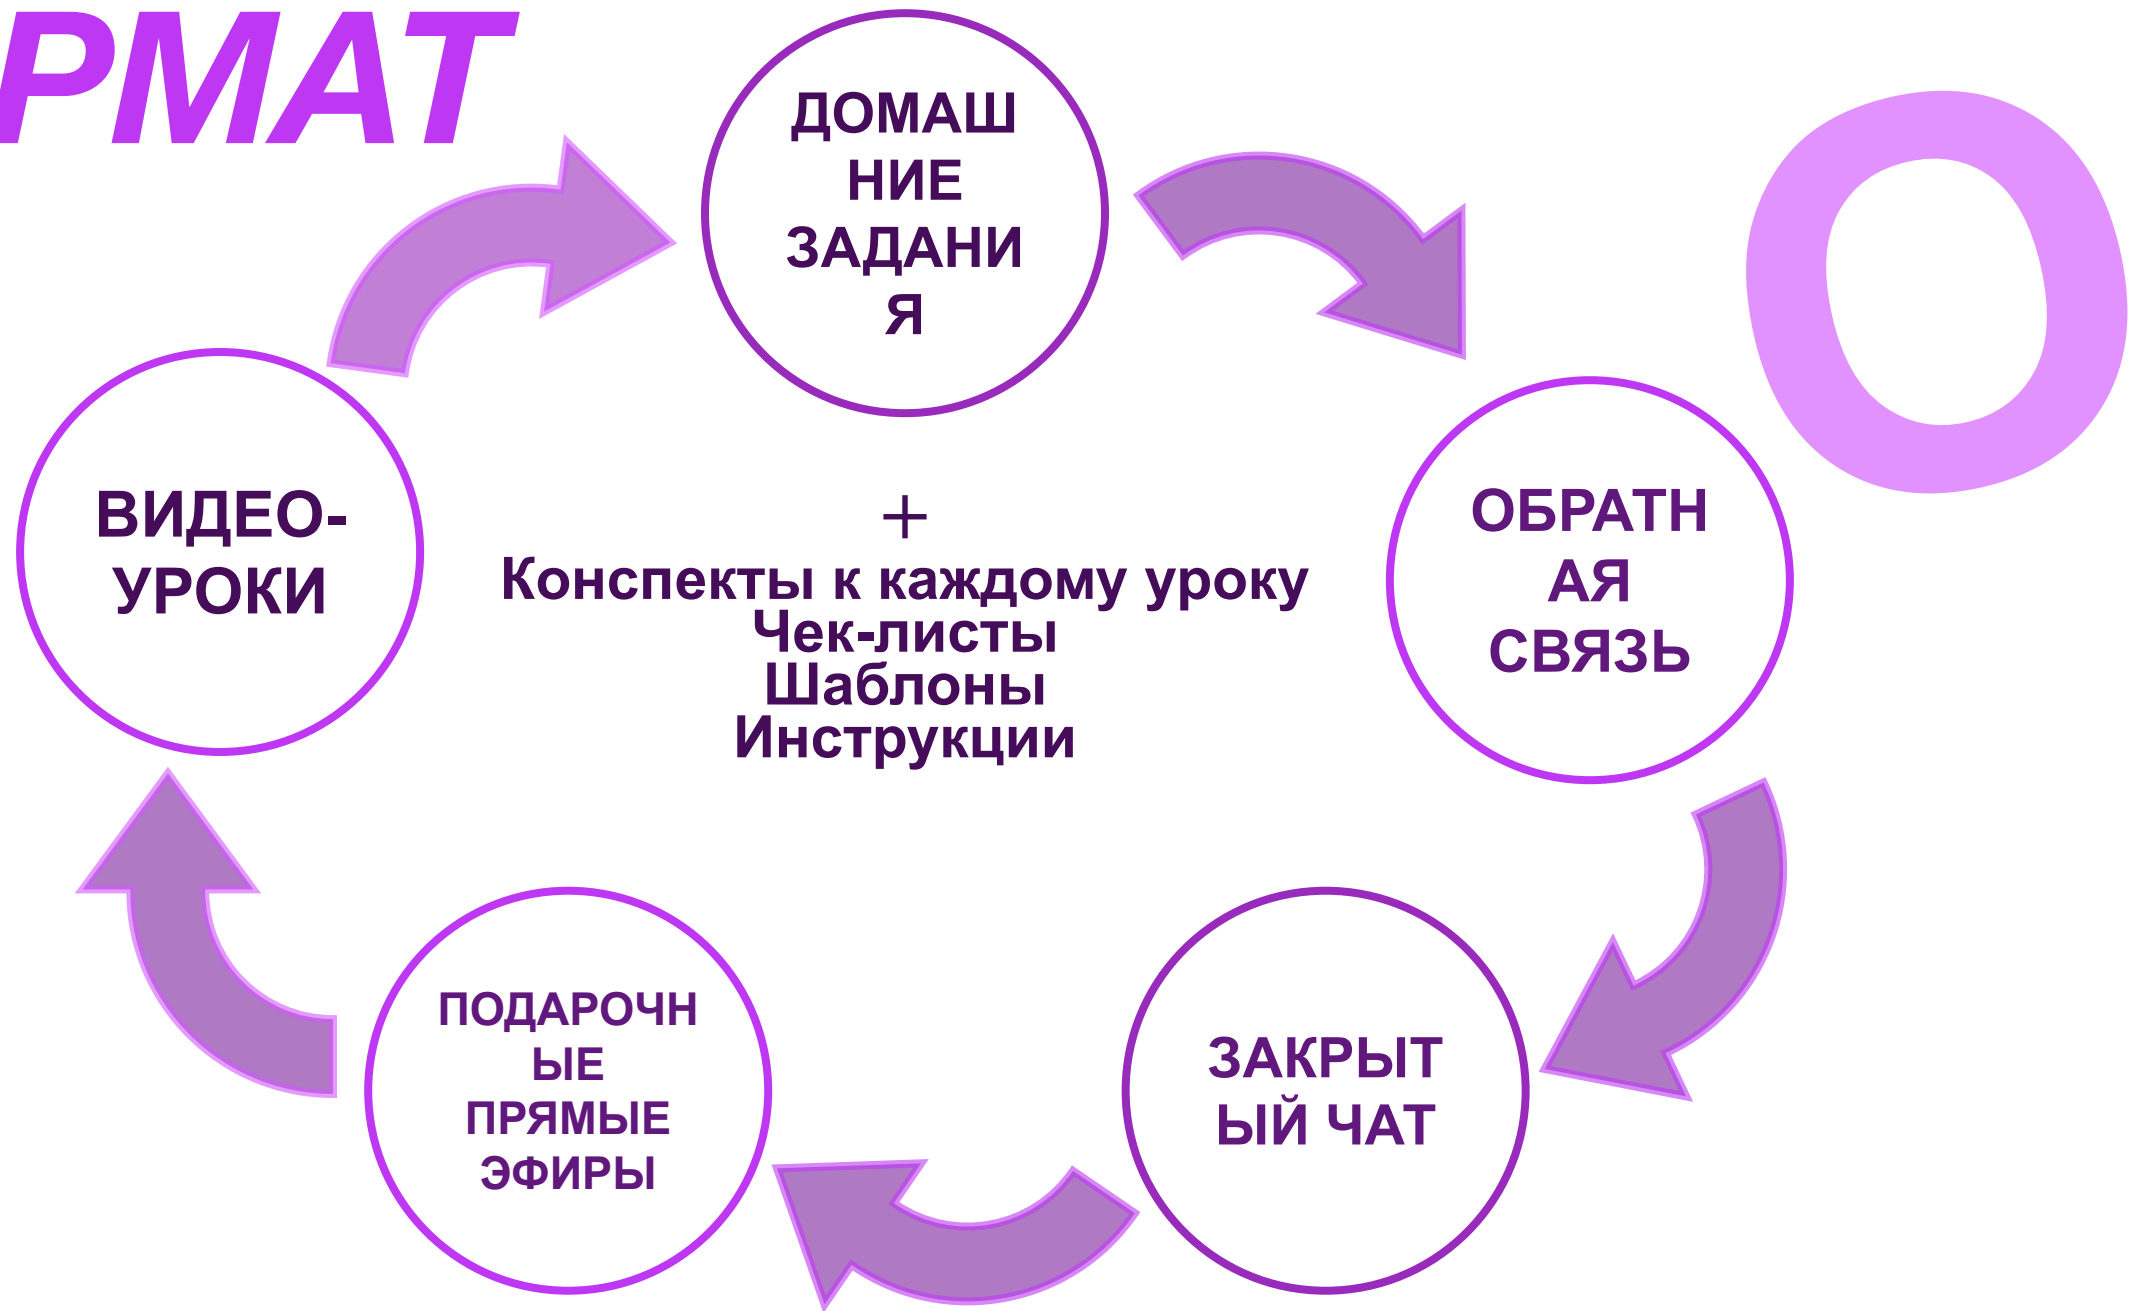 РМАТ
О
ДОМАШ
НИЕ
ЗАДАНИ
Я
ВИДЕО-
УРОКИ
+
Конспекты к каждому уроку
Чек-листы
Шаблоны
Инструкции
ОБРАТН
АЯ
СВЯЗЬ
ПОДАРОЧН
ЫЕ
ПРЯМЫЕ
ЭФИРЫ
ЗАКРЫТ
ЫЙ ЧАТ